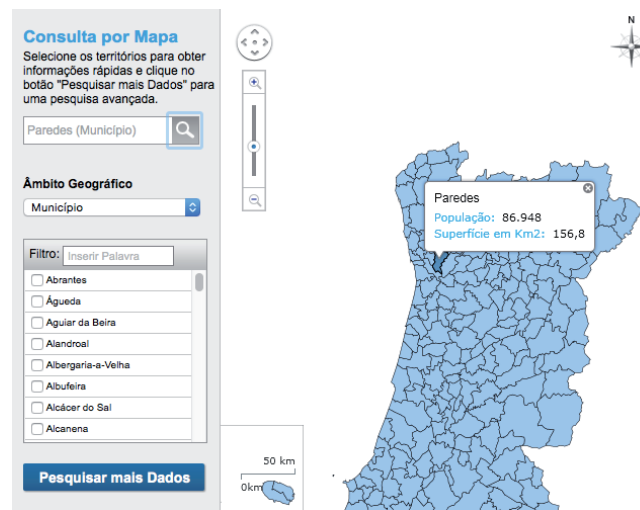 Consulta por Mapa
Selecione os territórios para obter
informações rápidas e clique no
botão "Pesquisar mais Dados" para
uma pesquisa avançada.
Paredes (Município)
Âmbito Geográfico
Município
Filtro: Inserir Palavra
Abrantes
Águeda
Aguiar da Beira
Alandroal
Albergaria-a-Velha
Albufeira
Alcácer do Sal
Alcanena
Pesquisar mais Dados
N
Paredes
População: 86.948
Superfície em Km2: 156,8
50 km
0km